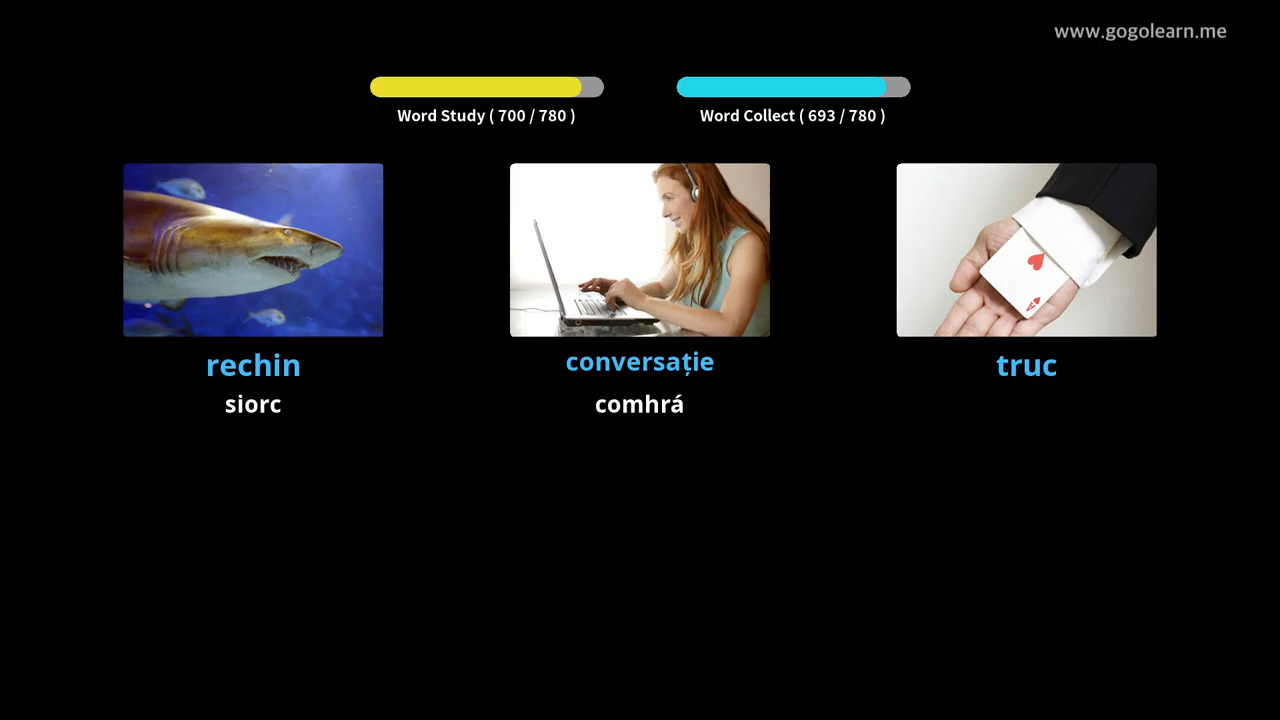 www.gogolearn.me
Word Study ( 700 / 780 )
Word Collect ( 693 / 780 )
rechin
conversație
truc
siorc
comhrá